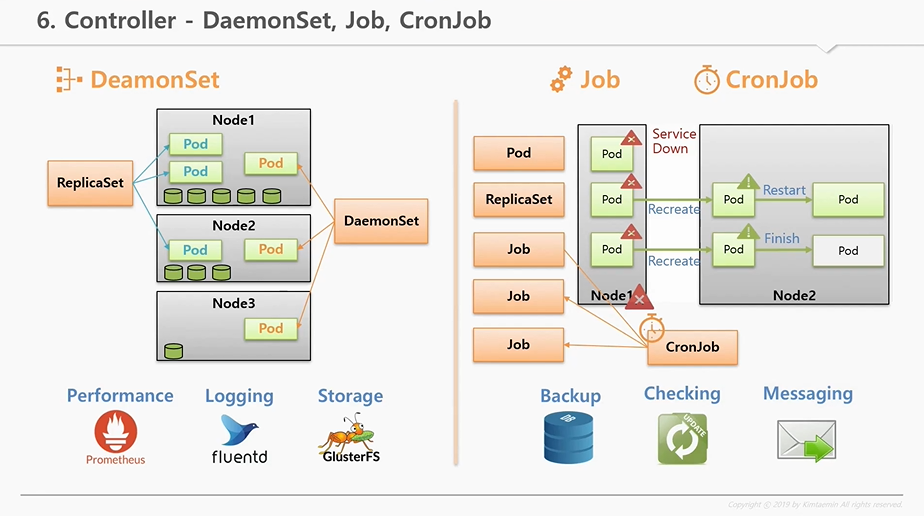 6. Controller - DaemonSet, Job, CronJob
DeamonSet
Node1
Pod
Pod
Pod
ReplicaSet
Node2
Pod
Pod
DaemonSet
Node3
Pod
Performance
Logging
Storage
Prometheus
fluentd
GlusterFS
Job
CronJob
Pod
Pod
Service
Down
ReplicaSet
Pod
Recreate
Pod
Restart
Pod
Job
Pod
Recreate
Pod
Finish
Pod
Job
Node1
Node2
Job
CronJob
Backup
Checking
Messaging
DB
UPDATE
Copyright ⓒ 2019 by Kimtaemin All rights reserved.